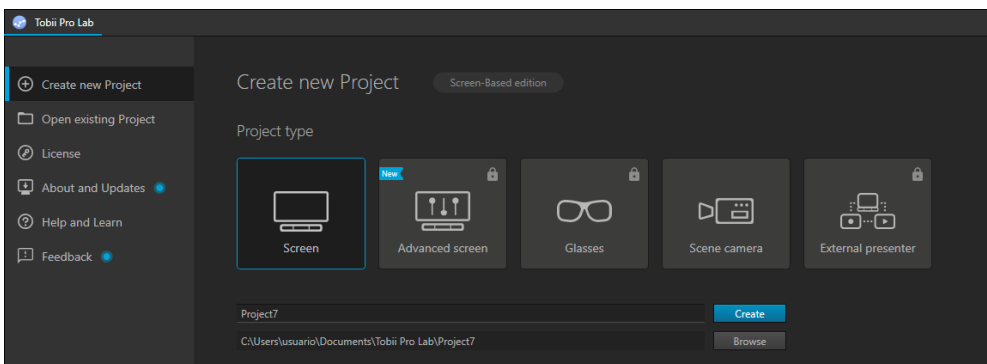 Tobii Pro Lab
Create new Project
Open existing Project
License
About and Updates
Help and Learn
Feedback
Create new Project
Screen-Based edition
Project type
Screen
New
Advanced screen
Glasses
Scene camera
External presenter
Project7
Create
C:\Users\usuario\Documents\Tobii Pro Lab\Project7
Browse